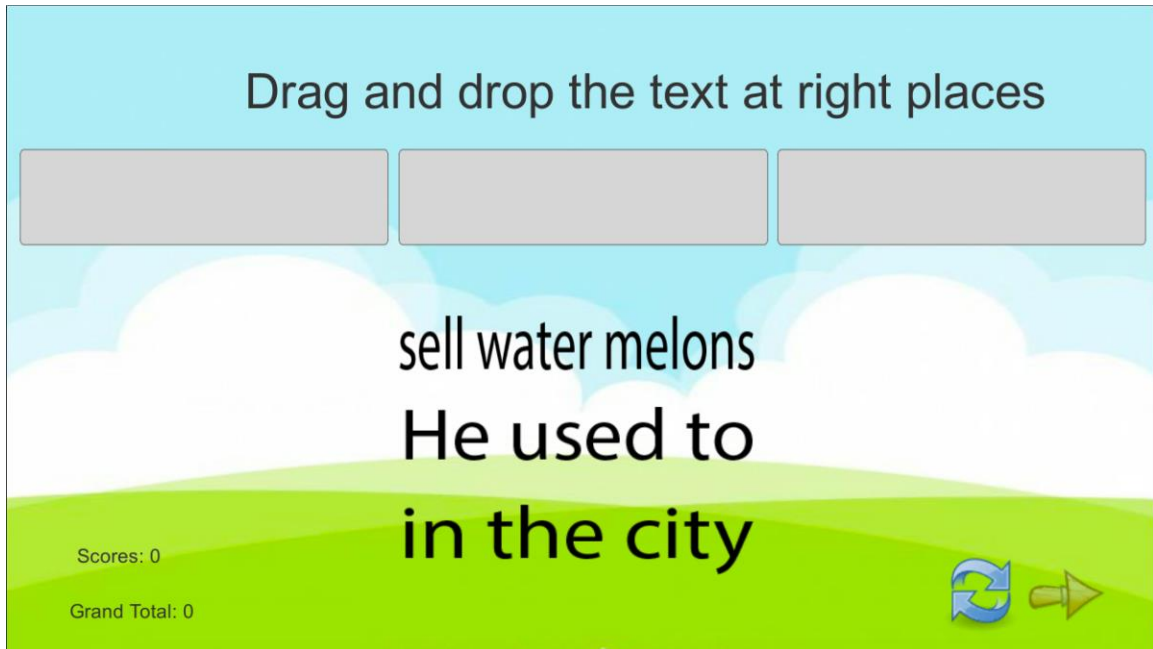 Drag and drop the text at right places
sell water melons
He used to
in the city
Scores: 0
Grand Total: 0